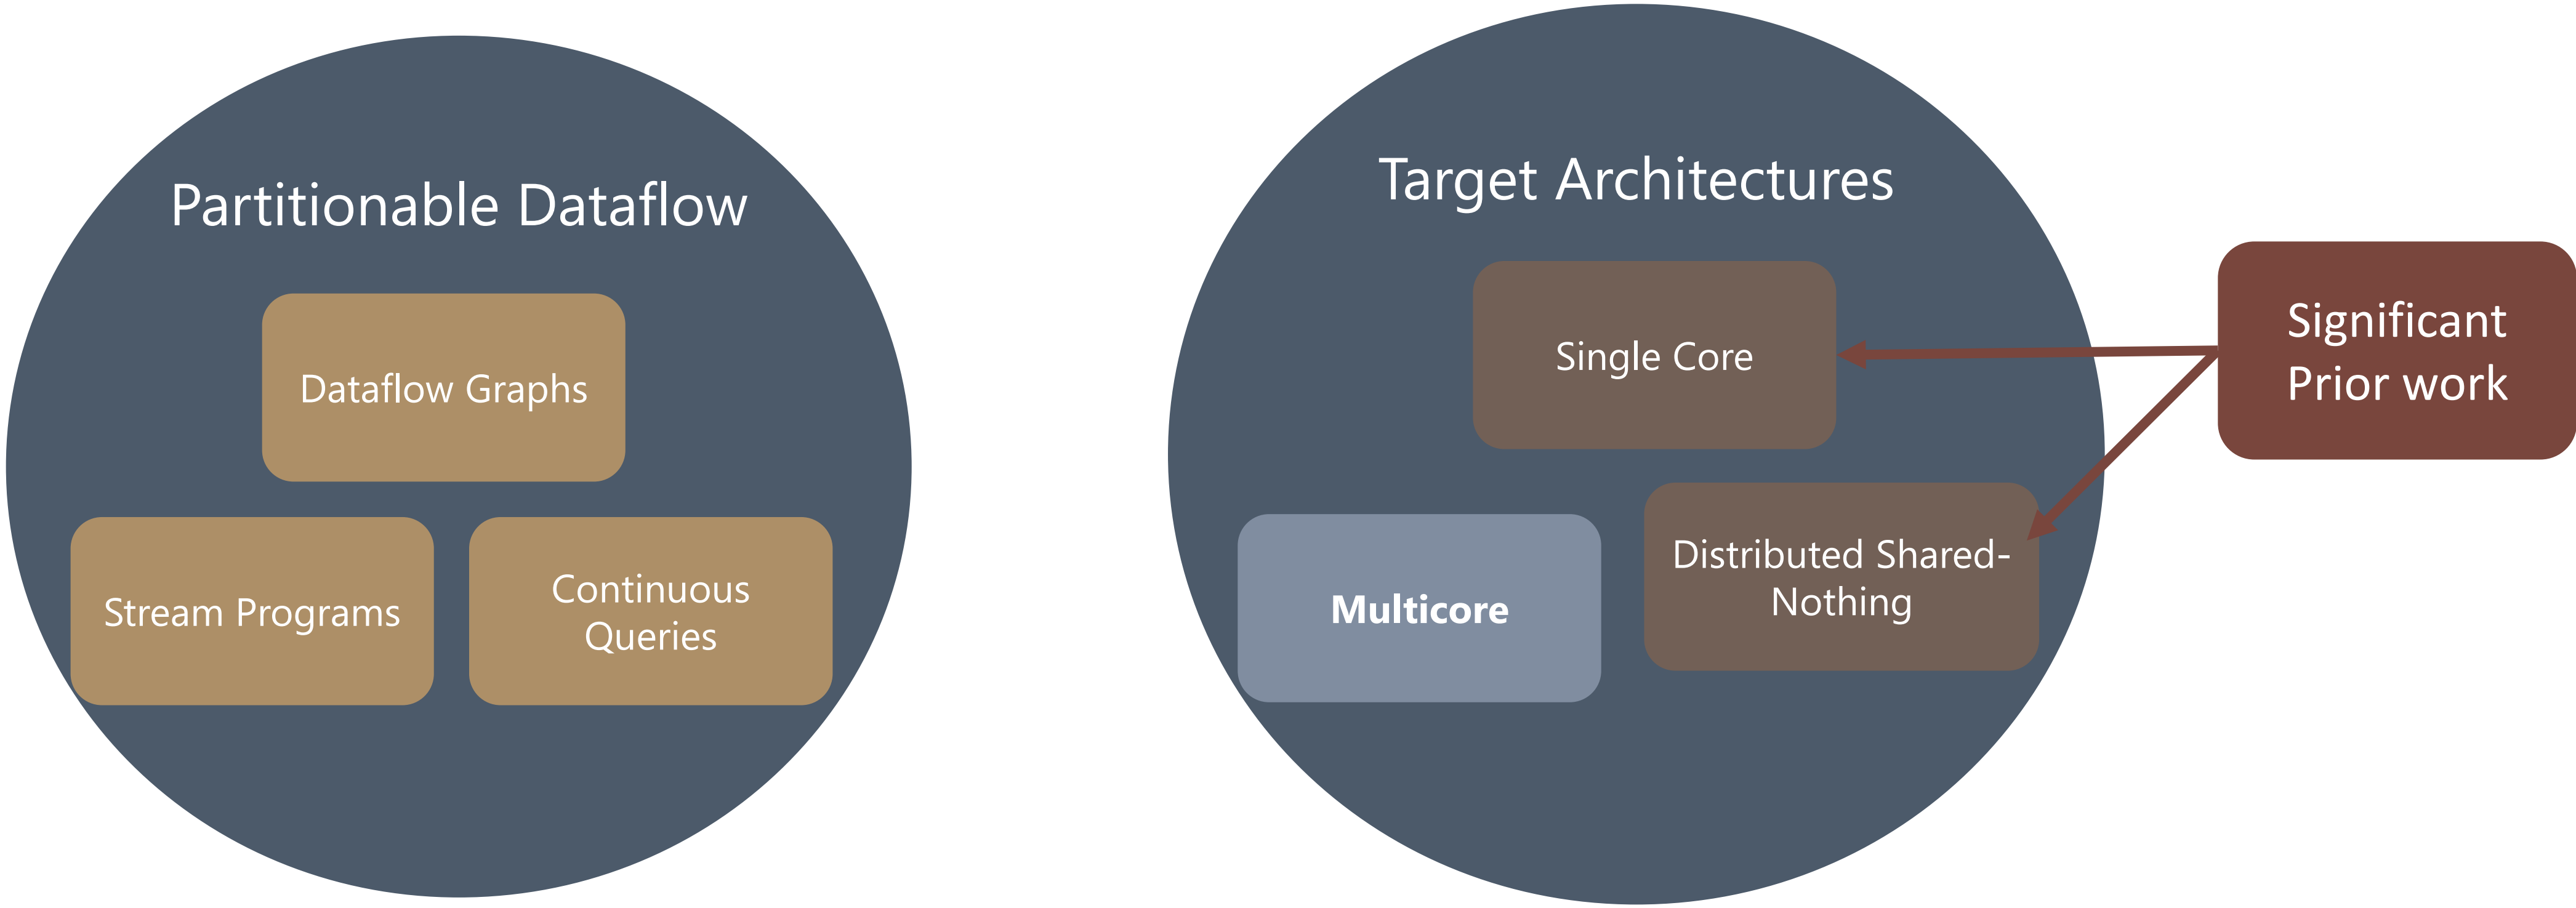 Partitionable Dataflow
Dataflow Graphs
Stream Programs
Continuous
Queries
Target Architectures
Single Core
Multicore
Distributed Shared-
Nothing
Significant
Prior work